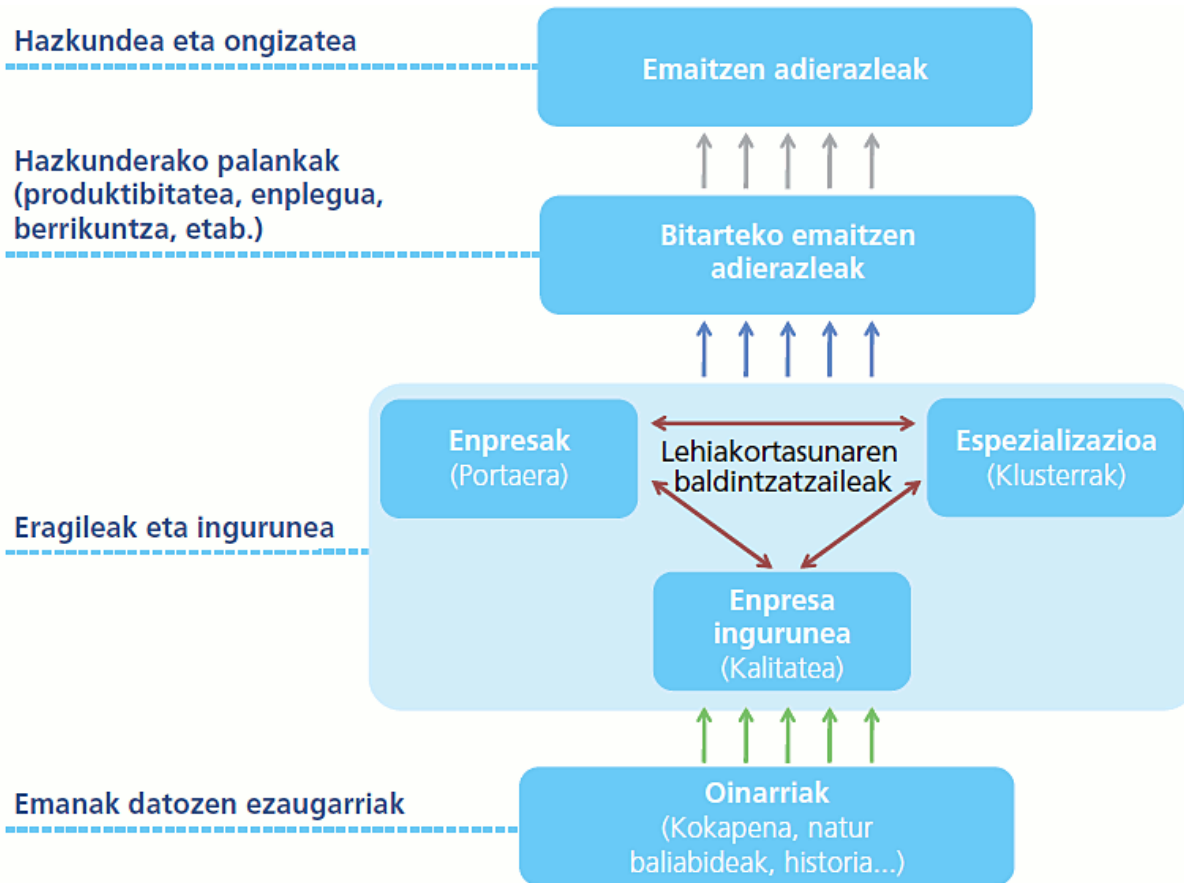 Hazkundea eta ongizatea
Emaitzen adierazleak
Hazkunderako palankak
(produktibitatea, enplegua,
berrikuntza, etab.)
Bitarteko emaitzen
adierazleak
Enpresak
(Portaera)
Lehiakortasunaren
baldintzatzaileak
Espezializazioa
(Klusterrak)
Eragileak eta ingurunea
Enpresa
ingurunea
(Kalitatea)
Emanak datozen ezaugarriak
Oinarriak
(Kokapena, natur
baliabideak, historia...)